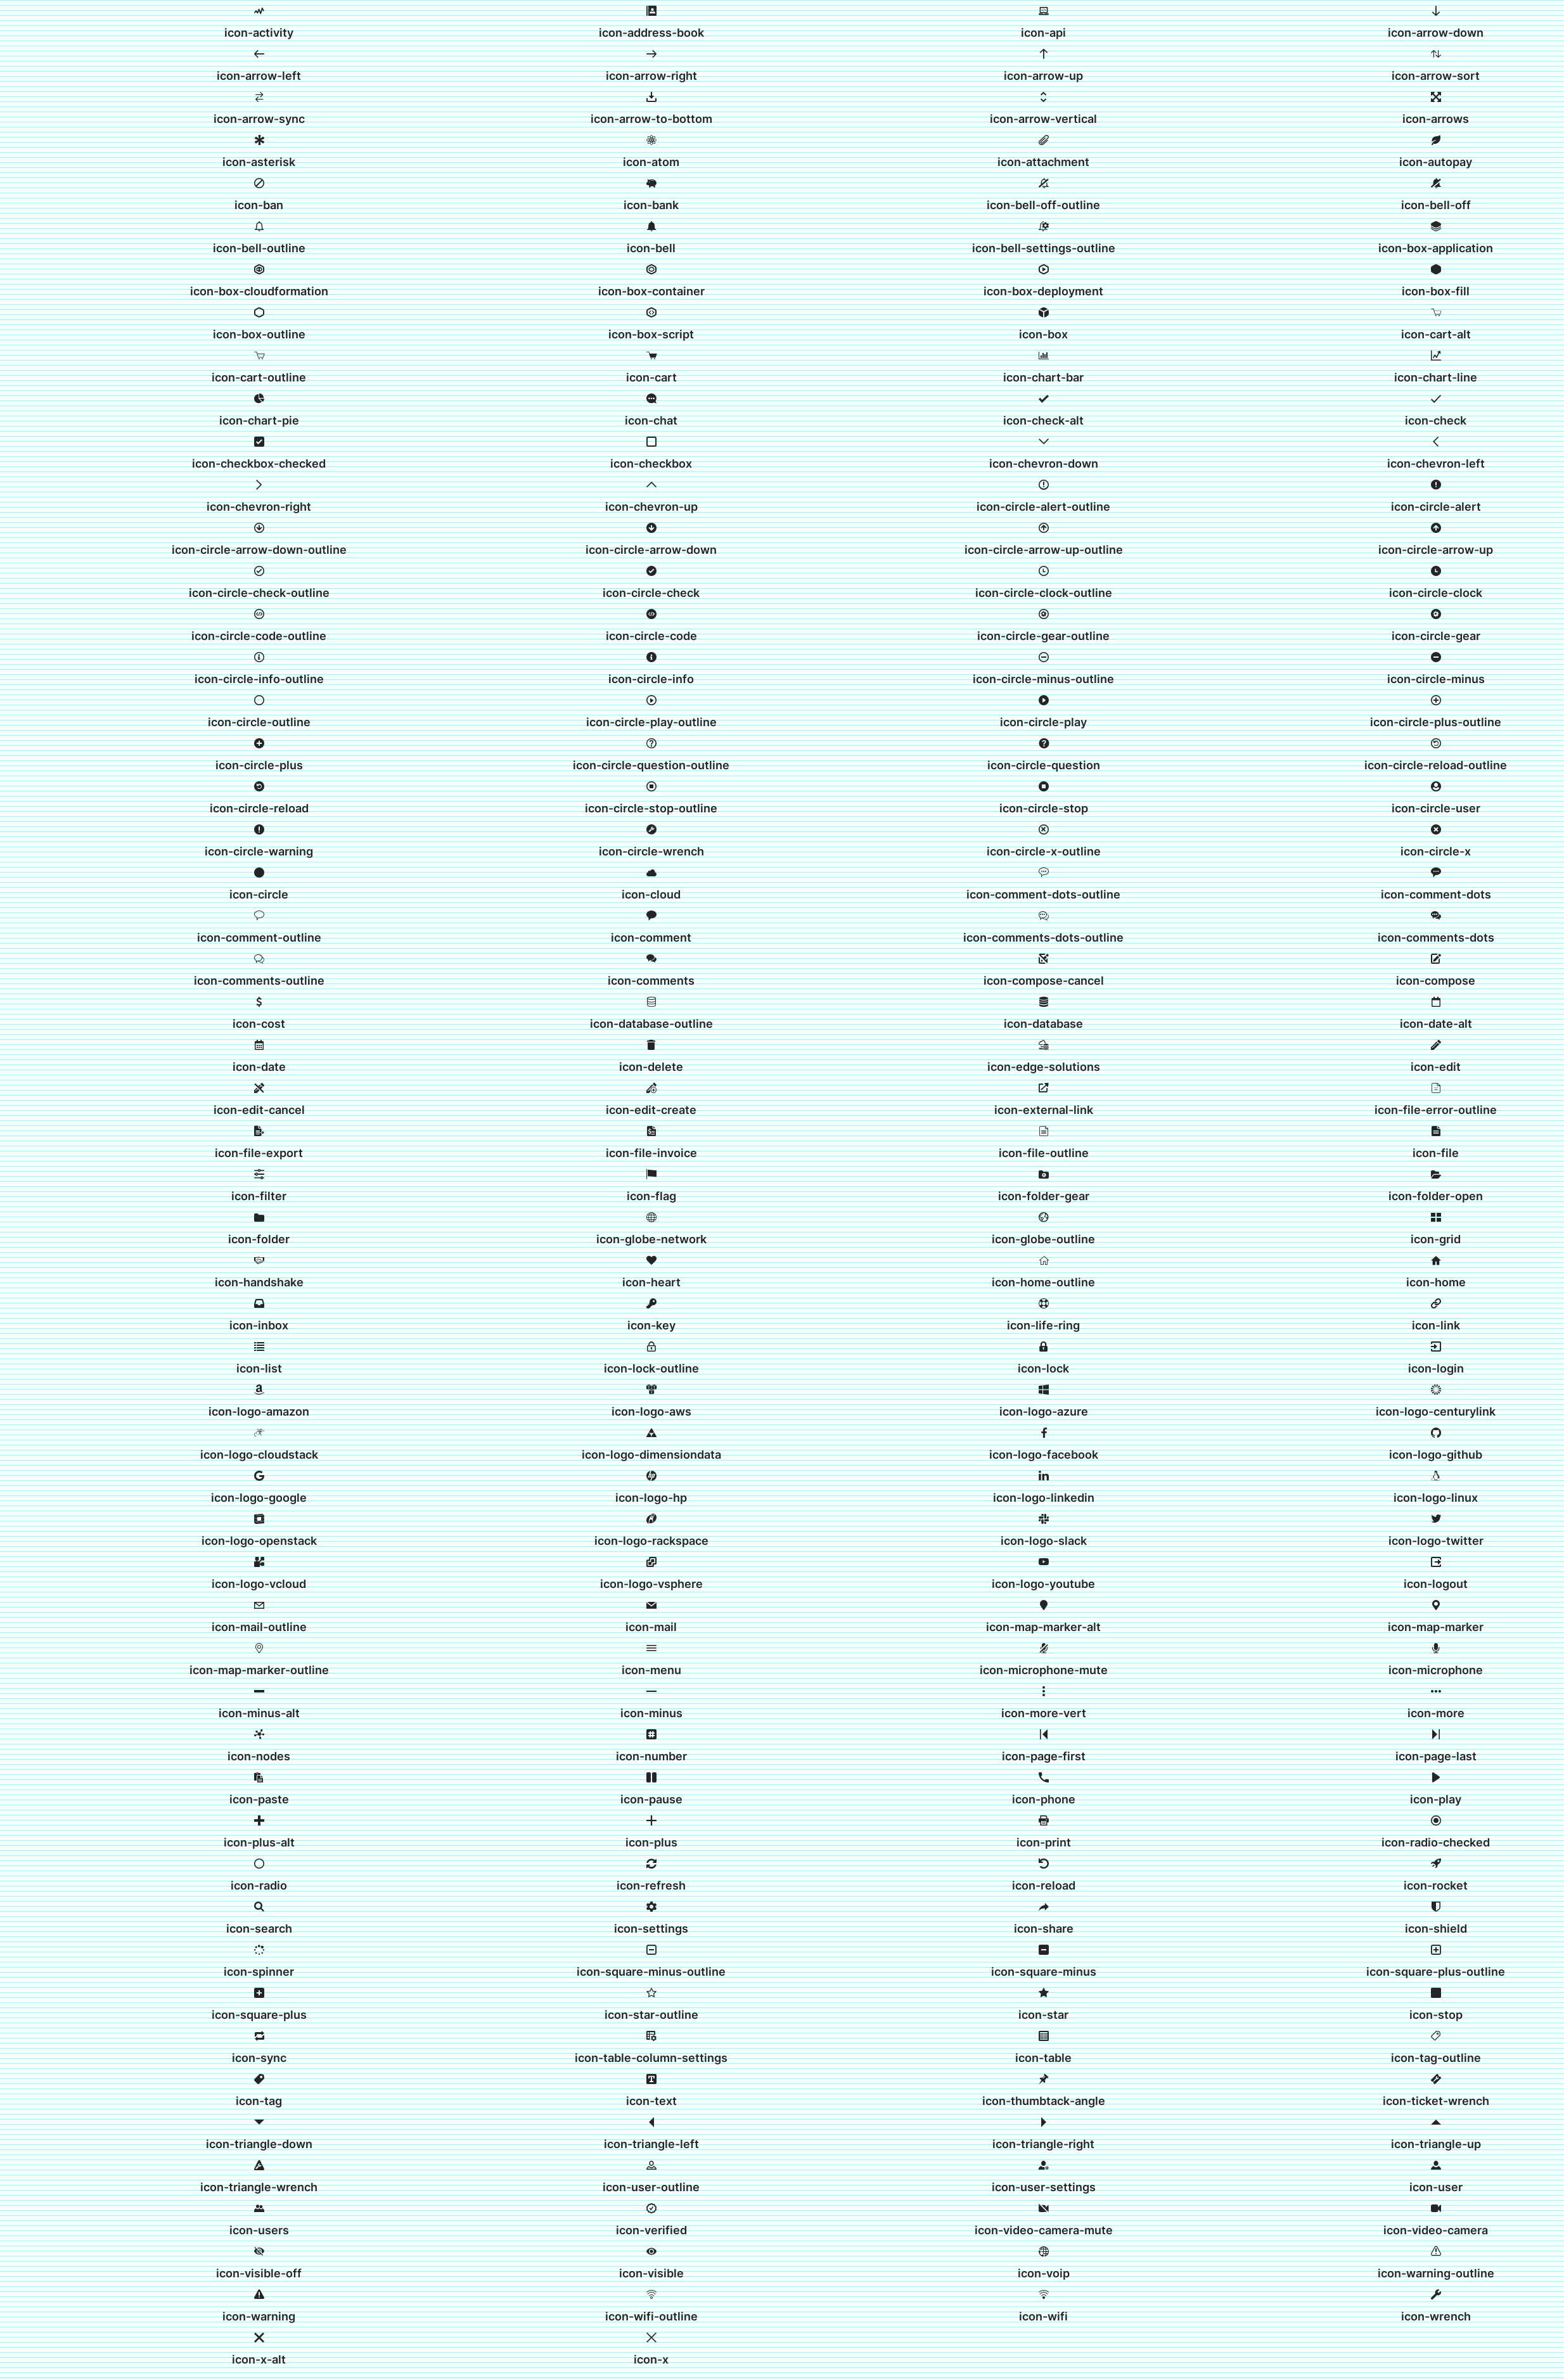 icon-activity icon-address-book icon-api icon-arrow-down
icon-arrow-left icon-arrow-right icon-arrow-up icon-arrow-sort
icon-arrow-sync icon-arrow-to-bottom icon-arrow-vertical icon-arrows
icon-asterisk icon-atom icon-attachment icon-autopay
icon-ban icon-bank icon-bell-off-outline icon-bell-off
icon-bell-outline icon-bell icon-bell-settings-outline icon-box-application
icon-box-cloudformation icon-box-container icon-box-deployment icon-box-fill
icon-box-outline icon-box-script icon-box icon-cart-alt
icon-cart-outline icon-cart icon-chart-bar icon-chart-line
icon-chart-pie icon-chat icon-check-alt icon-check
icon-checkbox-checked icon-checkbox icon-chevron-down icon-chevron-left
icon-chevron-right icon-chevron-up icon-circle-alert-outline icon-circle-alert
icon-circle-arrow-down-outline icon-circle-arrow-down icon-circle-arrow-up-outline icon-circle-arrow-up
icon-circle-check-outline icon-circle-check icon-circle-clock-outline icon-circle-clock
icon-circle-code-outline icon-circle-code icon-circle-gear-outline icon-circle-gear
icon-circle-info-outline icon-circle-info icon-circle-minus-outline icon-circle-minus
icon-circle-outline icon-circle-play-outline icon-circle-play icon-circle-plus-outline
icon-circle-plus icon-circle-question-outline icon-circle-question icon-circle-reload-outline
icon-circle-reload icon-circle-stop-outline icon-circle-stop icon-circle-user
icon-circle-warning icon-circle-wrench icon-circle-x-outline icon-circle-x
icon-circle icon-cloud icon-comment-dots-outline icon-comment-dots
icon-comment-outline icon-comment icon-comments-dots-outline icon-comments-dots
icon-comments-outline icon-comments icon-compose-cancel icon-compose
icon-cost icon-database-outline icon-database icon-date-alt
icon-date icon-delete icon-edge-solutions icon-edit
icon-edit-cancel icon-edit-create icon-external-link icon-file-error-outline
icon-file-export icon-file-invoice icon-file-outline icon-file
icon-filter icon-flag icon-folder-gear icon-folder-open
icon-folder icon-globe-network icon-globe-outline icon-grid
icon-handshake icon-heart icon-home-outline icon-home
icon-inbox icon-key icon-life-ring icon-link
icon-list icon-lock-outline icon-lock icon-login
icon-logo-amazon icon-logo-aws icon-logo-azure icon-logo-centurylink
icon-logo-cloudstack icon-logo-dimensiondata icon-logo-facebook icon-logo-github
icon-logo-google icon-logo-hp icon-logo-linkedin icon-logo-linux
icon-logo-openstack icon-logo-rackspace icon-logo-slack icon-logo-twitter
icon-logo-vcloud icon-logo-vsphere icon-logo-youtube icon-logout
icon-mail-outline icon-mail icon-map-marker-alt icon-map-marker
icon-map-marker-outline icon-menu icon-microphone-mute icon-microphone
icon-minus-alt icon-minus icon-more-vert icon-more
icon-nodes icon-number icon-page-first icon-page-last
icon-paste icon-pause icon-phone icon-play
icon-plus-alt icon-plus icon-print icon-radio-checked
icon-radio icon-refresh icon-reload icon-rocket
icon-search icon-settings icon-share icon-shield
icon-spinner icon-square-minus-outline icon-square-minus icon-square-plus-outline
icon-square-plus icon-star-outline icon-star icon-stop
icon-sync icon-table-column-settings icon-table icon-tag-outline
icon-tag icon-text icon-thumbtack-angle icon-ticket-wrench
icon-triangle-down icon-triangle-left icon-triangle-right icon-triangle-up
icon-triangle-wrench icon-user-outline icon-user-settings icon-user
icon-users icon-verified icon-video-camera-mute icon-video-camera
icon-visible-off icon-visible icon-voip icon-warning-outline
icon-warning icon-wifi-outline icon-wifi icon-wrench
icon-x-alt icon-x